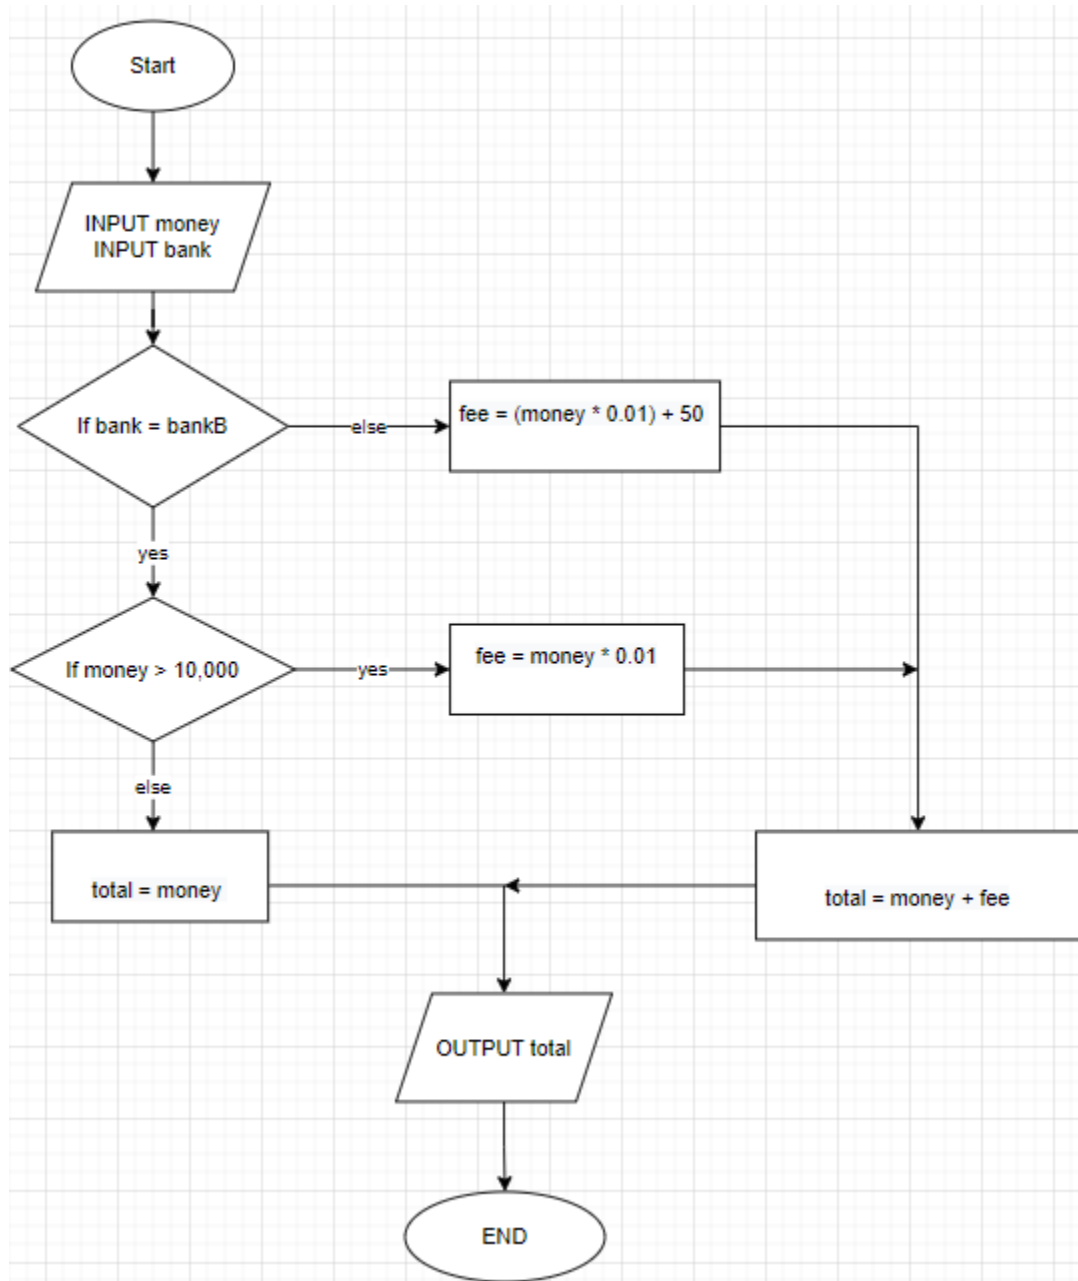 Start
INPUT money
INPUT bank
If bank = bankB
else
fee = (money * 0.01) + 50
yes
If money > 10,000
yes
fee = money * 0.01
else
total = money
total = money + fee
OUTPUT total
END